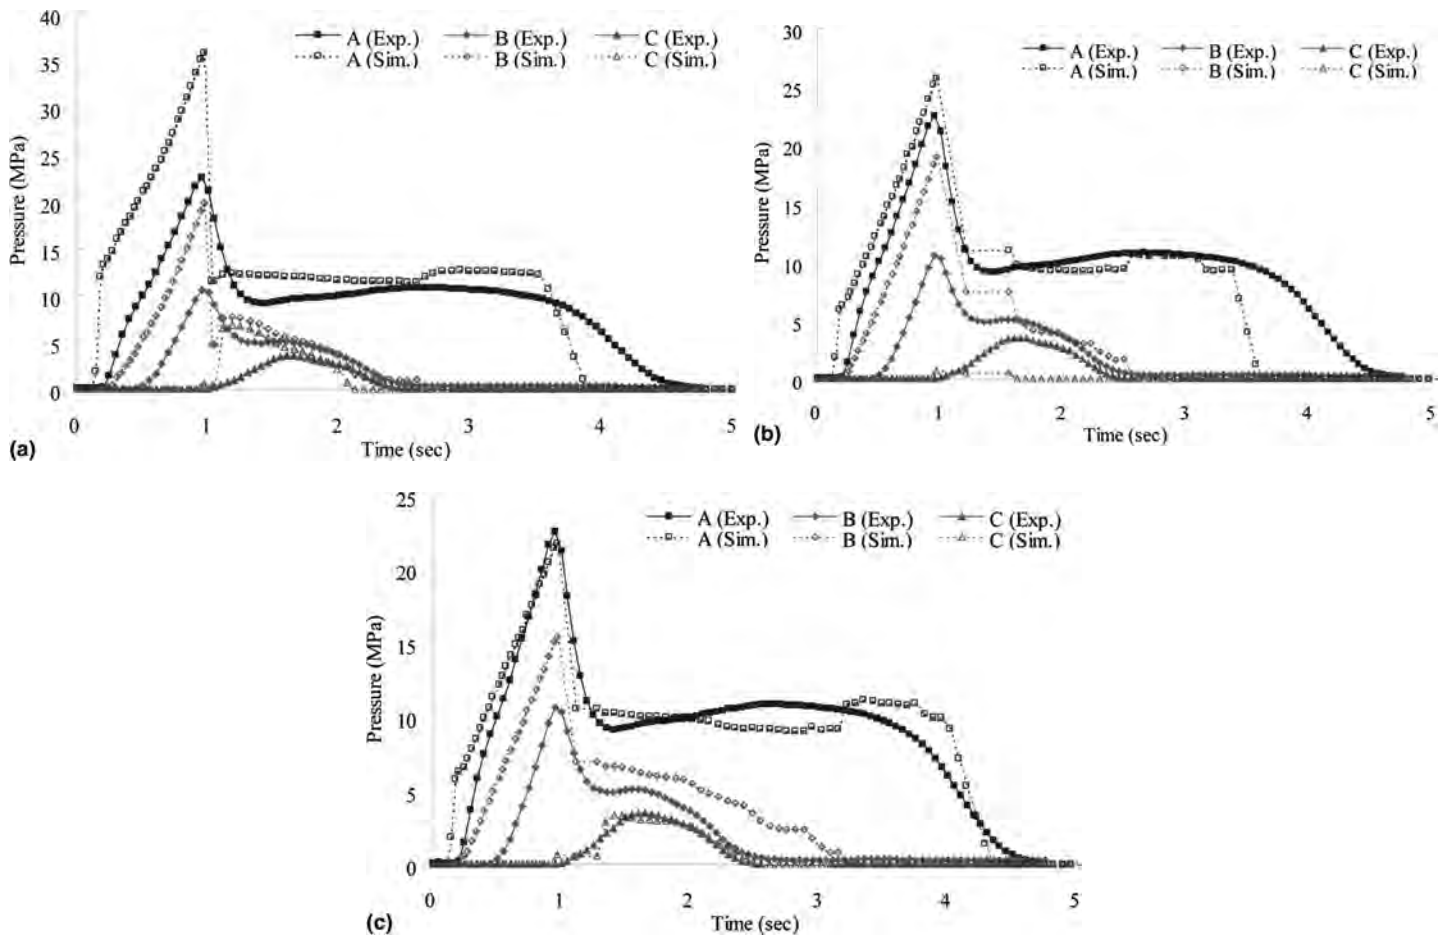 40
35
30
25
20
15
10
5
0
Pressure (MPa)
A (Exp.) B (Exp.) C (Exp.)
A (Sim.) B (Sim.) C (Sim.)
0 1 2 3 4 5
Time (sec)
(a)
30
25
20
15
10
5
0
Pressure (MPa)
A (Exp.) B (Exp.) C (Exp.)
A (Sim.) B (Sim.) C (Sim.)
0 1 2 3 4 5
Time (sec)
(b)
25
20
15
10
5
0
Pressure (MPa)
A (Exp.) B (Exp.) C (Exp.)
A (Sim.) B (Sim.) C (Sim.)
0 1 2 3 4 5
Time (sec)
(c)